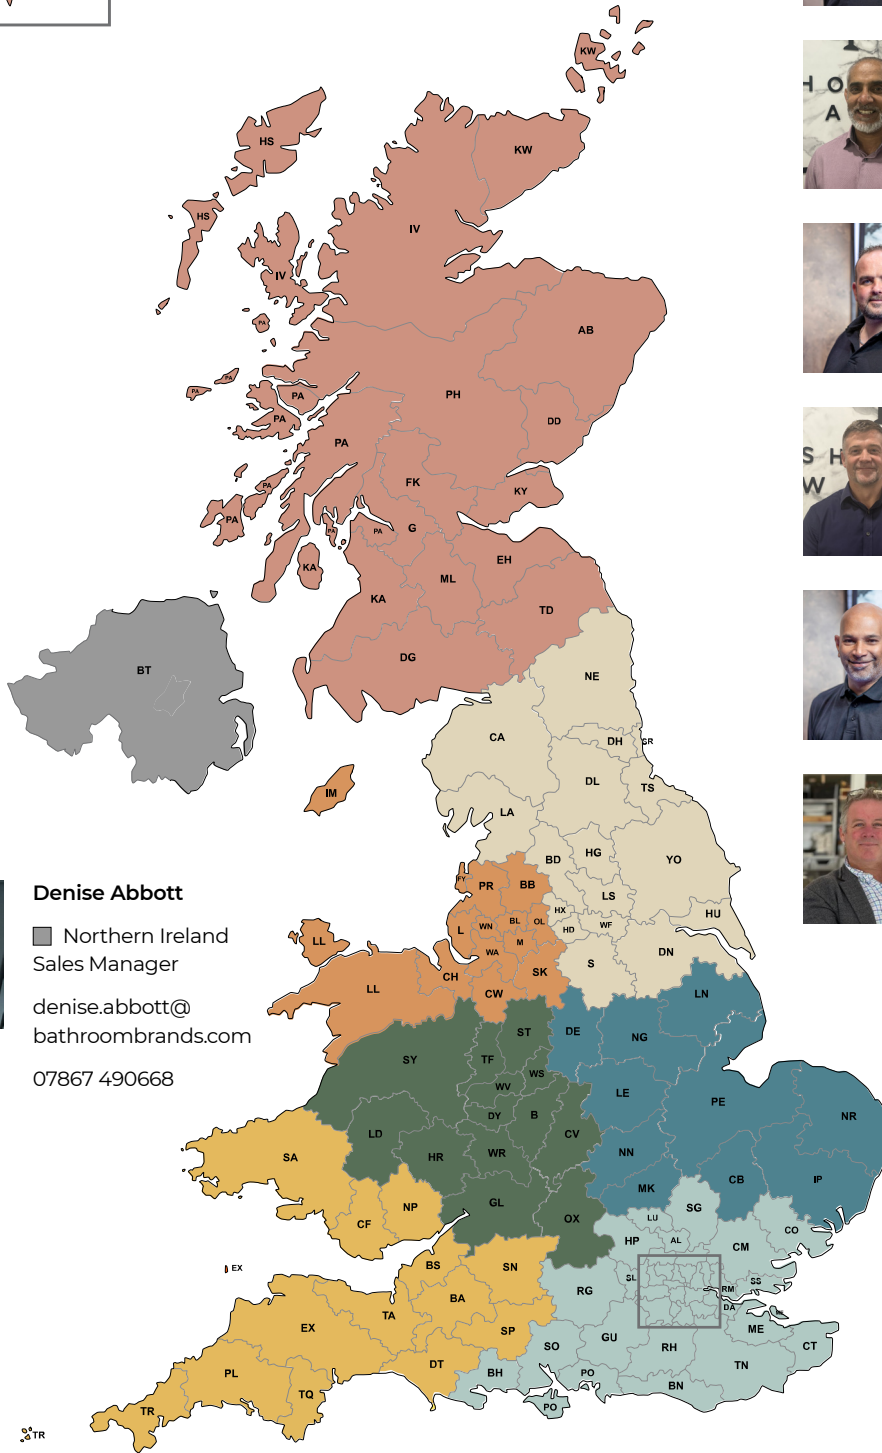 KW
HS
KW
HS
IV
IV
PA
AB
PA
PA
PA
PH
PA
DD
PA
FK
KY
PA
PA
PA
PA
G
EH
KA
ML
KA
TD
DG
BT
NE
CA
DH
SR
DL
TS
IM
LA
BD
HG
YO
FY
PR
BB
LS
HX
HU
L
WN
BL
OL
HD
WF
LL
M
WA
DN
CH
SK
S
LL
CW
LN
Denise Abbott
Northern Ireland
Sales Manager
denise.abbott@
bathroombrands.com
07867 490668
ST
DE
NG
SY
TF
WS
WV
LE
PE
DY
B
NR
LD
CV
HR
WR
NN
SA
CB
IP
MK
NP
GL
SG
CF
OX
LU
CO
HP
AL
CM
BS
SN
EX
SL
SS
RM
RG
BA
DA
TA
ME
EX
SP
GU
RH
CT
SO
DT
TN
PL
BH
PO
BN
TQ
PO
TR
TR
H O
A
S H
W